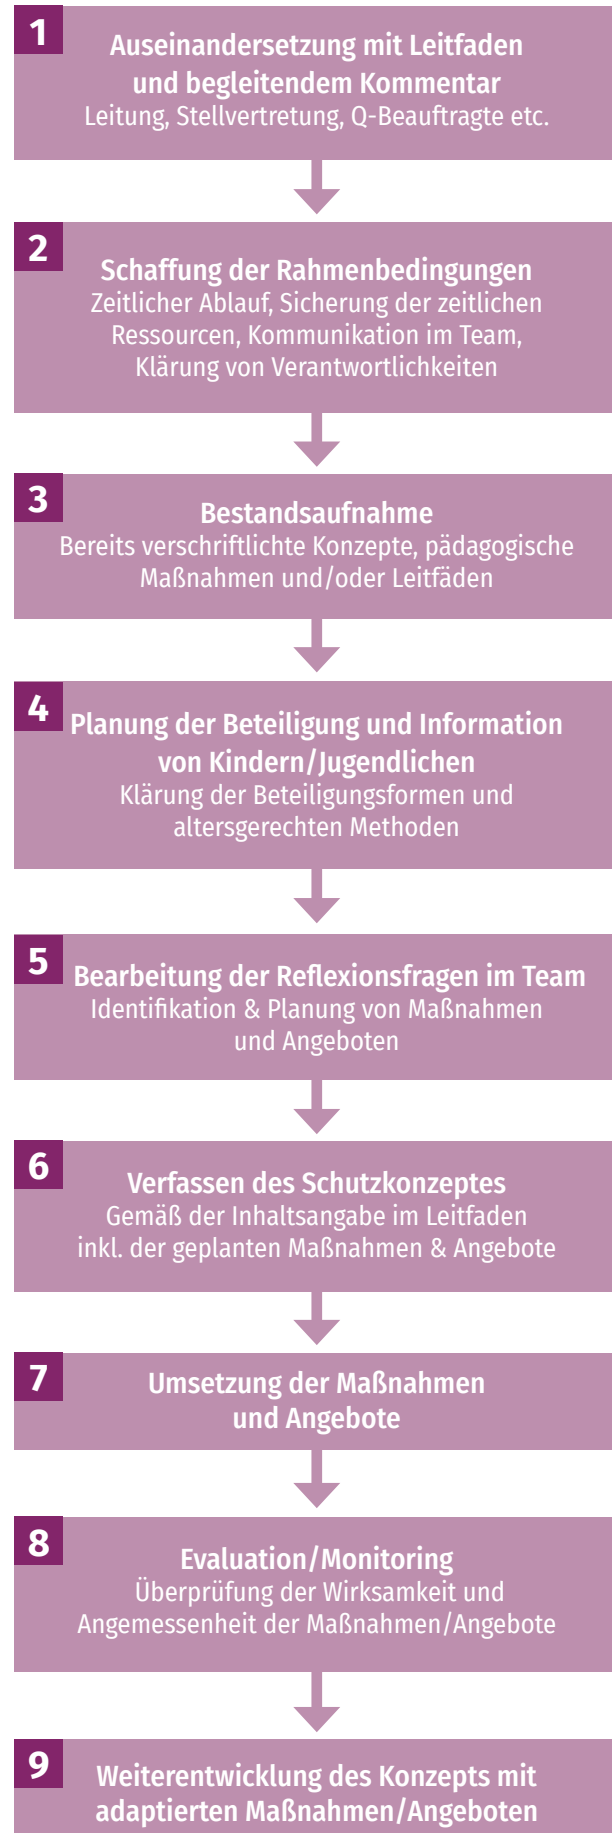 1
Auseinandersetzung mit Leitfaden
und begleitendem Kommentar
Leitung, Stellvertretung, Q-Beauftragte etc.
2
Schaffung der Rahmenbedingungen
Zeitlicher Ablauf, Sicherung der zeitlichen
Ressourcen, Kommunikation im Team,
Klärung von Verantwortlichkeiten
3
Bestandsaufnahme
Bereits verschriftlichte Konzepte, pädagogische
Maßnahmen und/oder Leitfäden
4
Planung der Beteiligung und Information
von Kindern/Jugendlichen
Klärung der Beteiligungsformen und
altersgerechten Methoden
5
Bearbeitung der Reflexionsfragen im Team
Identifikation & Planung von Maßnahmen
und Angeboten
6
Verfassen des Schutzkonzeptes
Gemäß der Inhaltsangabe im Leitfaden
inkl. der geplanten Maßnahmen & Angebote
7
Umsetzung der Maßnahmen
und Angebote
8
Evaluation/Monitoring
Überprüfung der Wirksamkeit und
Angemessenheit der Maßnahmen/Angebote
9
Weiterentwicklung des Konzepts mit
adaptierten Maßnahmen/Angeboten